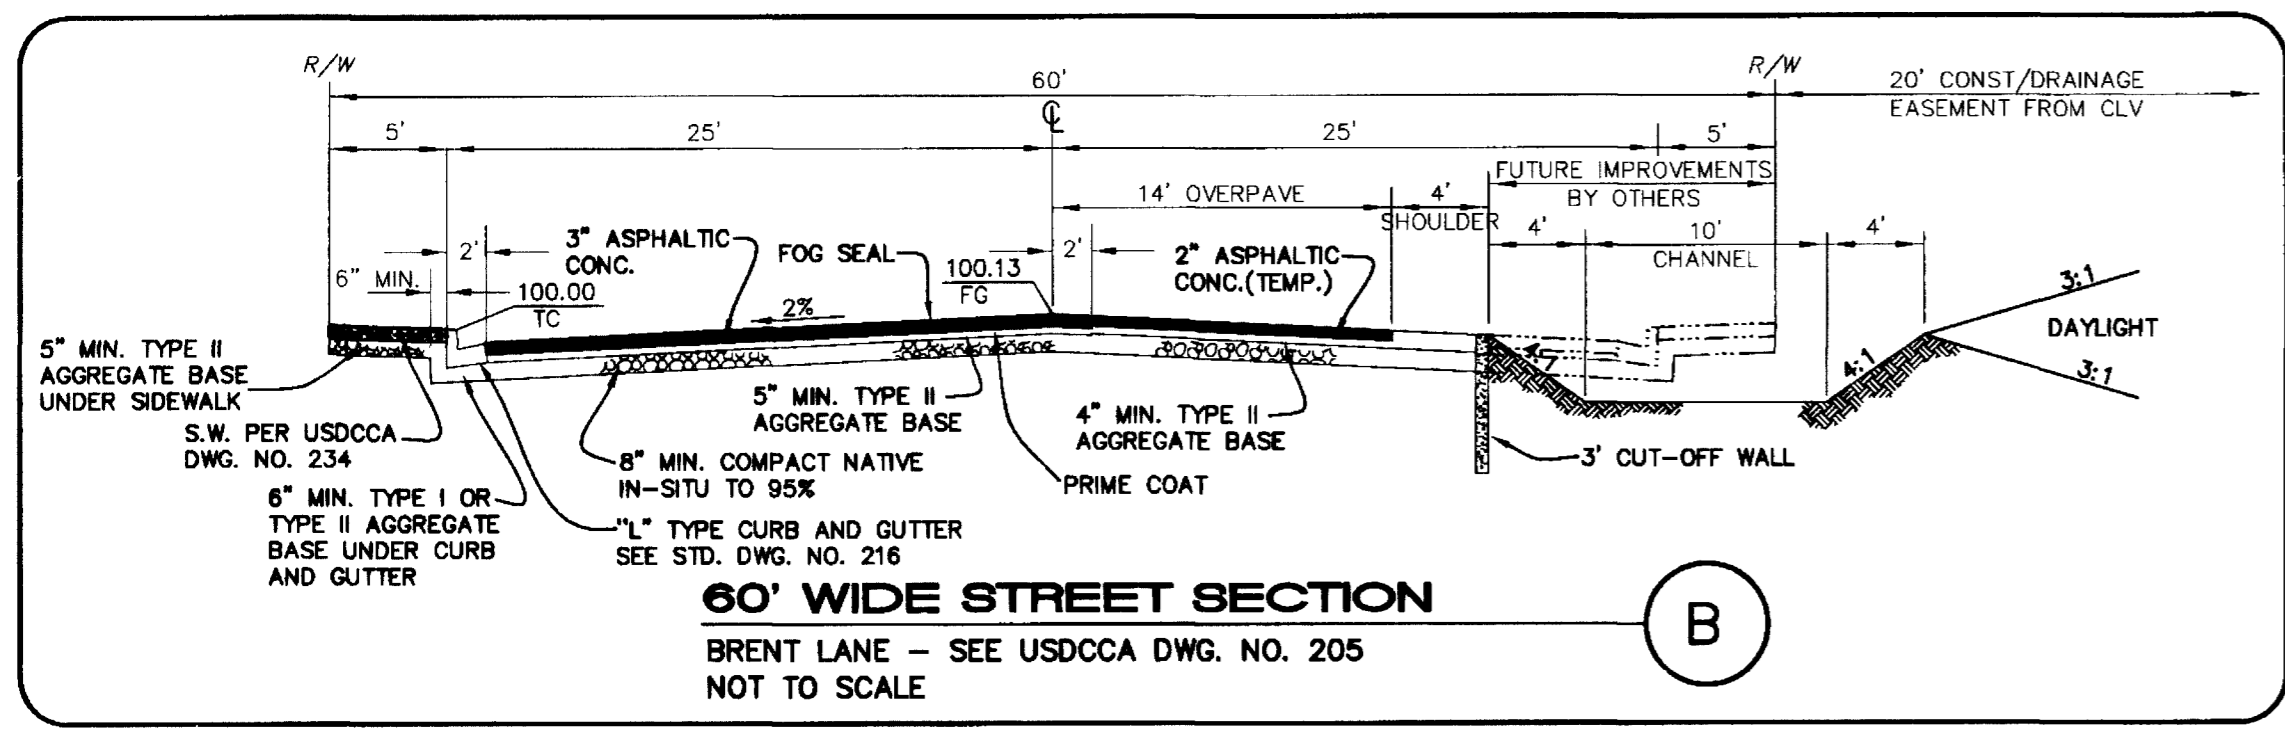 R/W
60'
R/W
20' CONST/DRAINAGE
EASEMENT FROM CLV
℄
5'
25'
25'
5'
FUTURE IMPROVEMENTS
BY OTHERS
14' OVERPAVE
4'
SHOULDER
4'
10'
CHANNEL
4'
2'
3" ASPHALTIC
CONC.
FOG SEAL
2'
2" ASPHALTIC
CONC.(TEMP.)
6" MIN.
100.00
TC
2%
100.13
FG
3:1
DAYLIGHT
3:1
4:1
4:1
5" MIN. TYPE II
AGGREGATE BASE
UNDER SIDEWALK
S.W. PER USDCCA
DWG. NO. 234
6" MIN. TYPE I OR
TYPE II AGGREGATE
BASE UNDER CURB
AND GUTTER
5" MIN. TYPE II
AGGREGATE BASE
4" MIN. TYPE II
AGGREGATE BASE
8" MIN. COMPACT NATIVE
IN-SITU TO 95%
PRIME COAT
3' CUT-OFF WALL
"L" TYPE CURB AND GUTTER
SEE STD. DWG. NO. 216
60' WIDE STREET SECTION
B
BRENT LANE - SEE USDCCA DWG. NO. 205
NOT TO SCALE